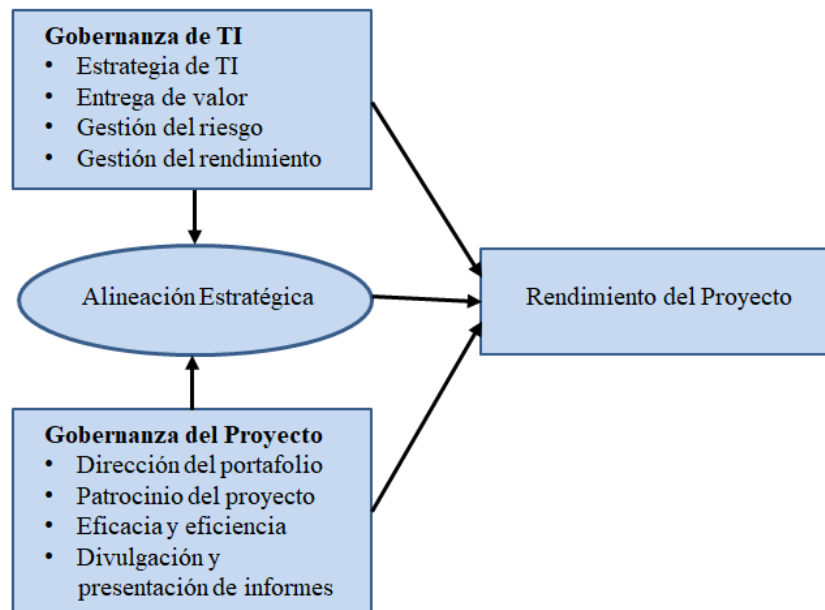 Gobernanza de TI
• Estrategia de TI
• Entrega de valor
• Gestión del riesgo
• Gestión del rendimiento
Alineación Estratégica
Rendimiento del Proyecto
Gobernanza del Proyecto
• Dirección del portafolio
• Patrocinio del proyecto
• Eficacia y eficiencia
• Divulgación y
presentación de informes